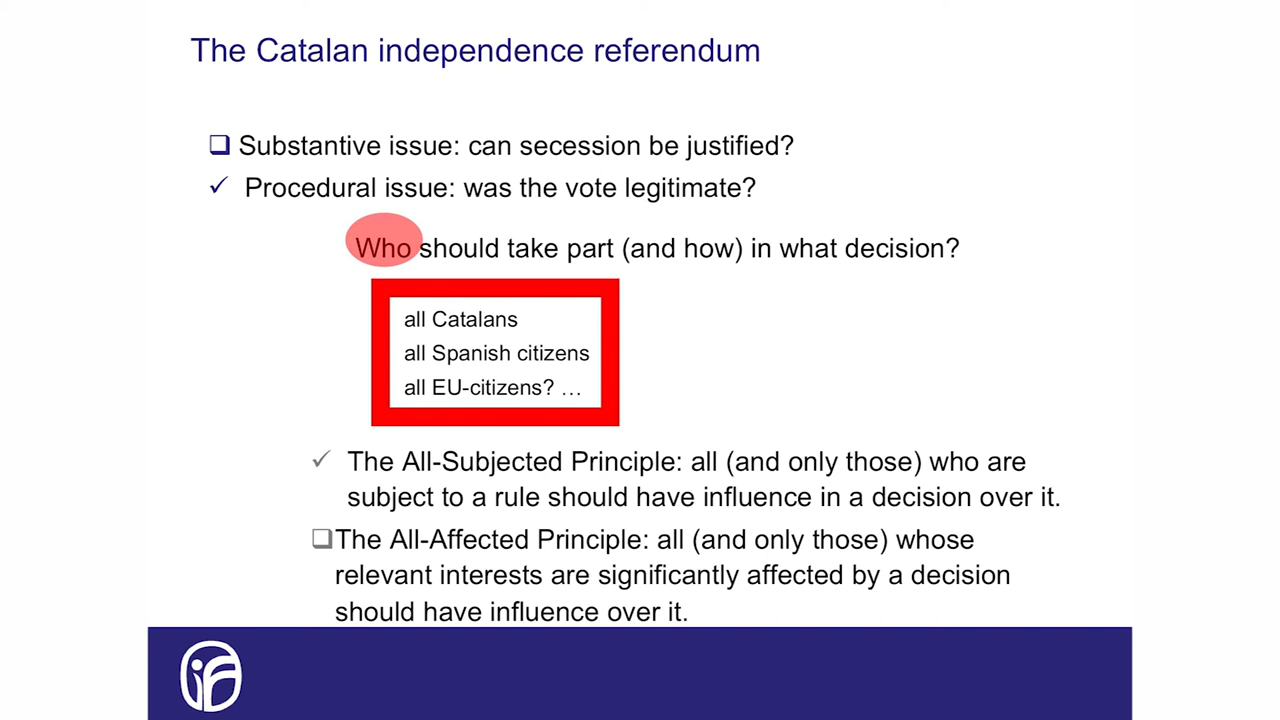 The Catalan independence referendum
Substantive issue: can secession be justified?
Procedural issue: was the vote legitimate?
Who should take part (and how) in what decision?
all Catalans
all Spanish citizens
all EU-citizens? …
The All-Subjected Principle: all (and only those) who are
subject to a rule should have influence in a decision over it.
The All-Affected Principle: all (and only those) whose
relevant interests are significantly affected by a decision
should have influence over it.